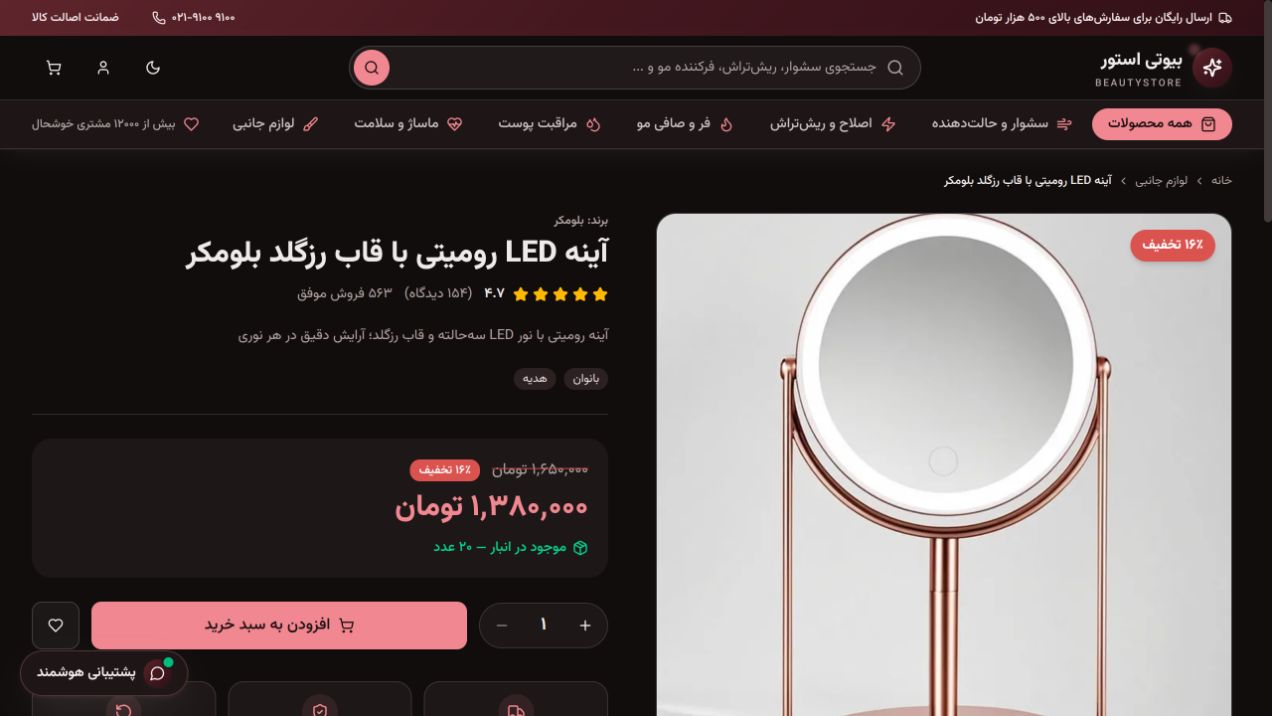 ارسال رایگان برای سفارش‌های بالای ۵۰۰ هزار تومان
۰۲۱-۹۱۰۰ ۹۱۰۰
ضمانت اصالت کالا
بیوتی استور
BEAUTYSTORE
جستجوی سشوار، ریش‌تراش، فرکننده مو و ...
همه محصولات
سشوار و حالت‌دهنده
اصلاح و ریش‌تراش
فر و صافی مو
مراقبت پوست
ماساژ و سلامت
لوازم جانبی
بیش از ۱۲۰۰۰ مشتری خوشحال
خانه
لوازم جانبی
آینه LED رومیتی با قاب رزگلد بلومکر
۱۶٪ تخفیف
برند: بلومکر
آینه LED رومیتی با قاب رزگلد بلومکر
۴.۷ (۱۵۴ دیدگاه) ۵۶۳ فروش موفق
آینه رومیتی با نور LED سه‌حالته و قاب رزگلد؛ آرایش دقیق در هر نوری
بانوان
هدیه
۱,۶۵۰,۰۰۰ تومان
۱۶٪ تخفیف
۱,۳۸۰,۰۰۰ تومان
موجود در انبار — ۲۰ عدد
+ ۱ −
افزودن به سبد خرید
پشتیبانی هوشمند